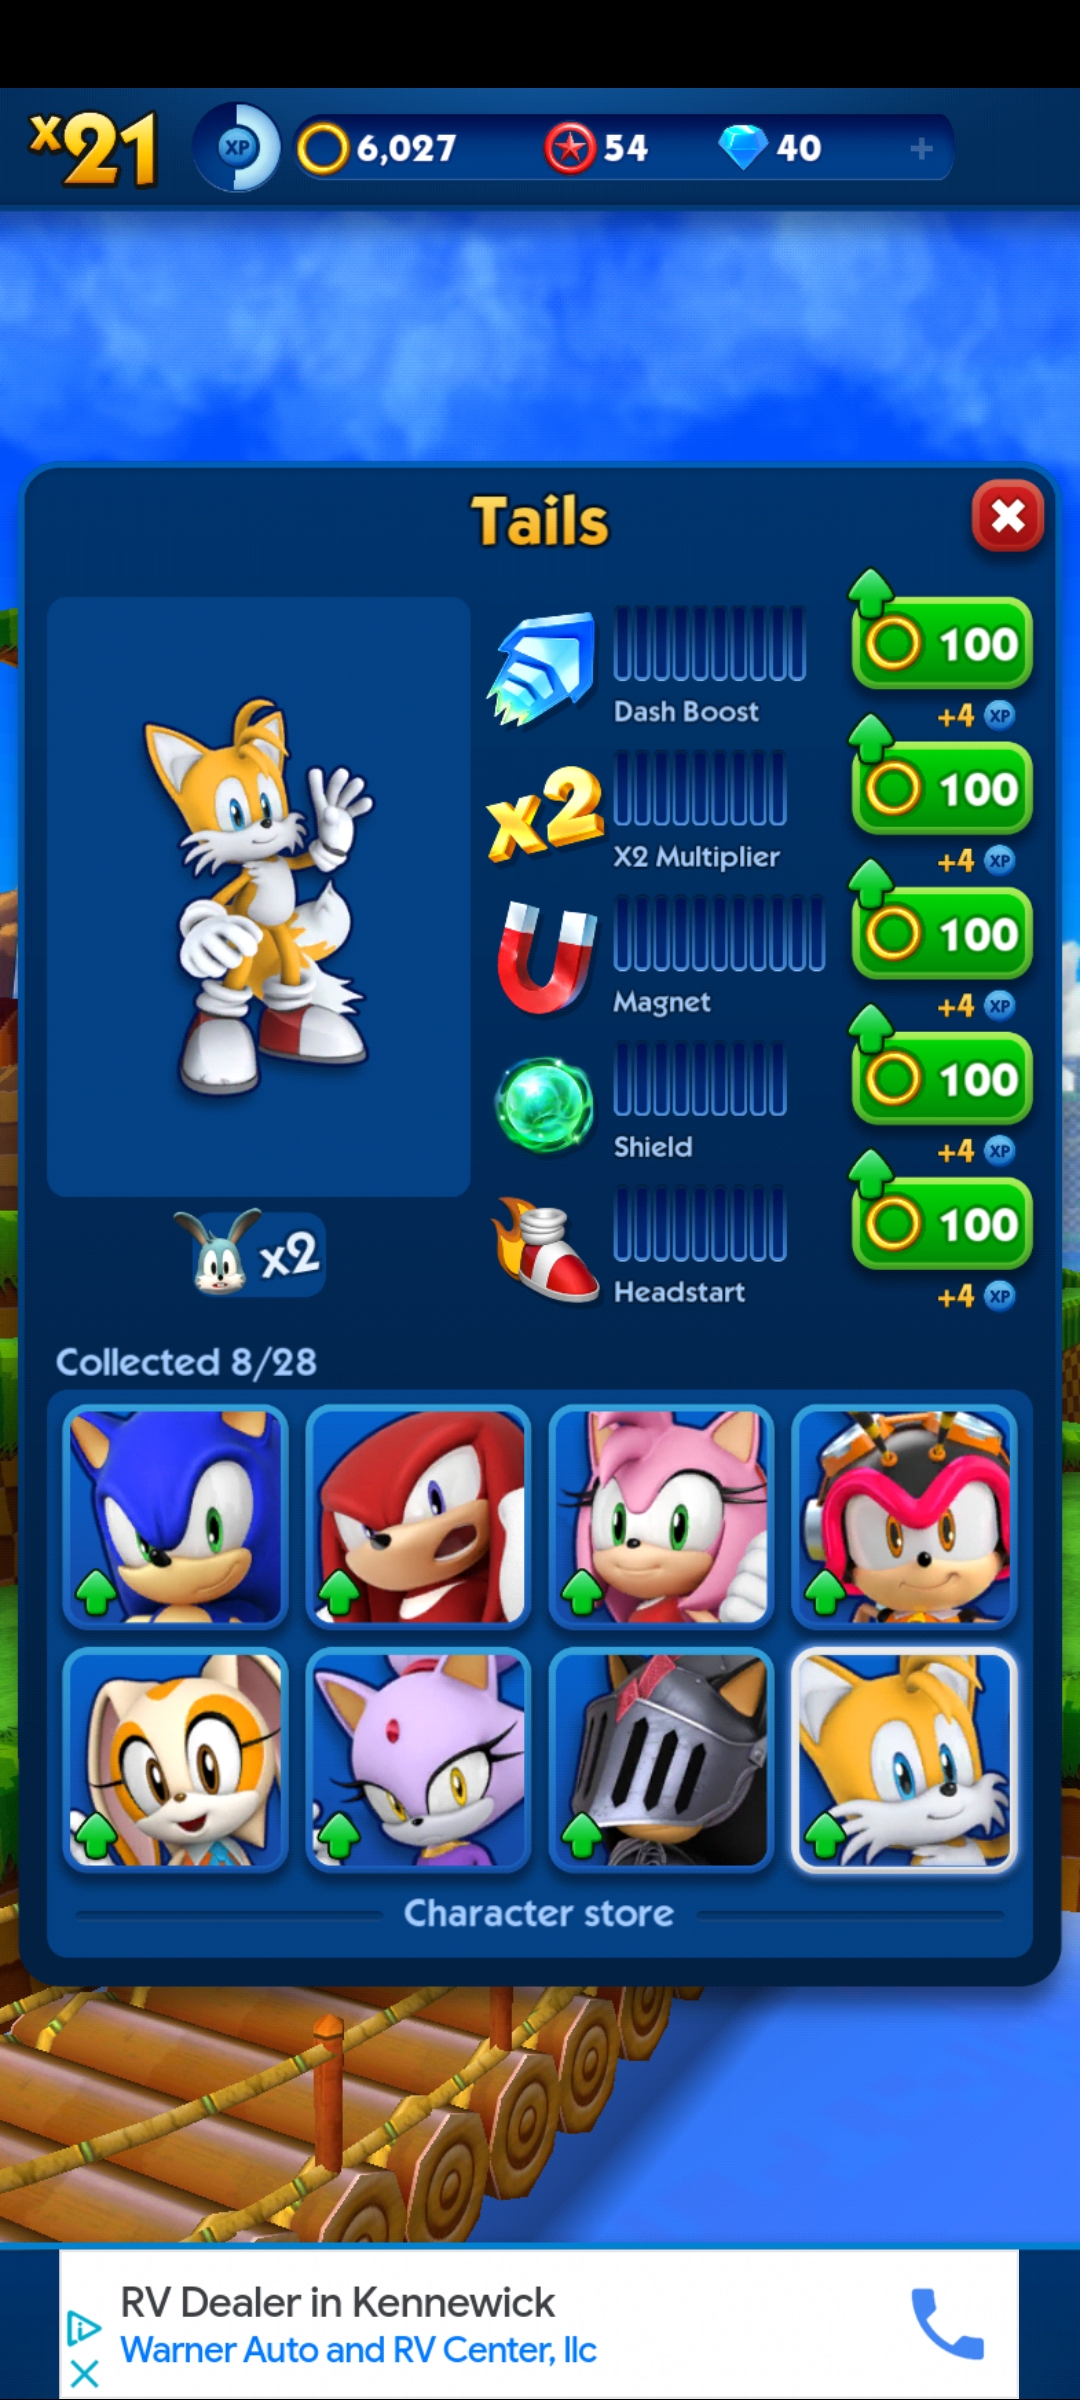 x21
XP
6,027
54
40
+
Tails
100
Dash Boost
+4 XP
x2
100
X2 Multiplier
+4 XP
100
Magnet
+4 XP
100
Shield
+4 XP
x2
100
Headstart
+4 XP
Collected 8/28
Character store
RV Dealer in Kennewick
Warner Auto and RV Center, llc